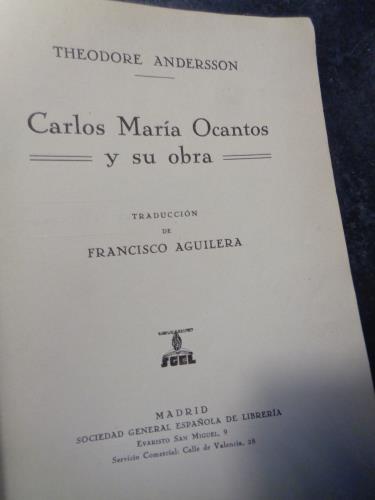 THEODORE ANDERSSON
Carlos María Ocantos
y su obra
TRADUCCIÓN
DE
FRANCISCO AGUILERA
SGEL
MADRID
SOCIEDAD GENERAL ESPAÑOLA DE LIBRERÍA
EVARISTO SAN MIGUEL, 9
Servicio Comercial: Calle de Valencia, 28